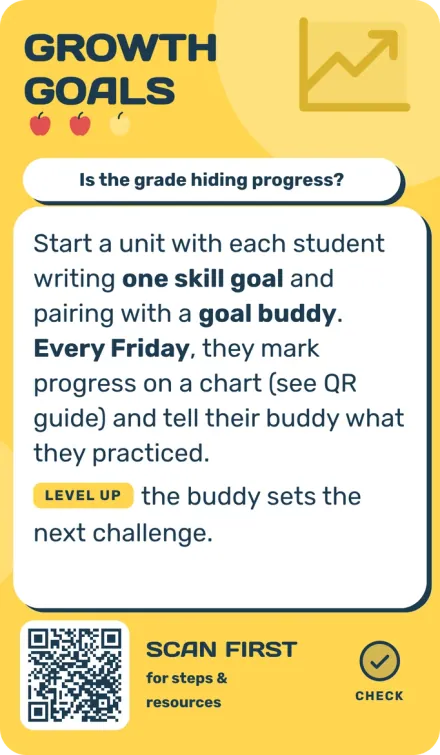 GROWTH
GOALS
Is the grade hiding progress?
Start a unit with each student
writing one skill goal and
pairing with a goal buddy.
Every Friday, they mark
progress on a chart (see QR
guide) and tell their buddy what
they practiced.
LEVEL UP the buddy sets the
next challenge.
SCAN FIRST
for steps &
resources
CHECK